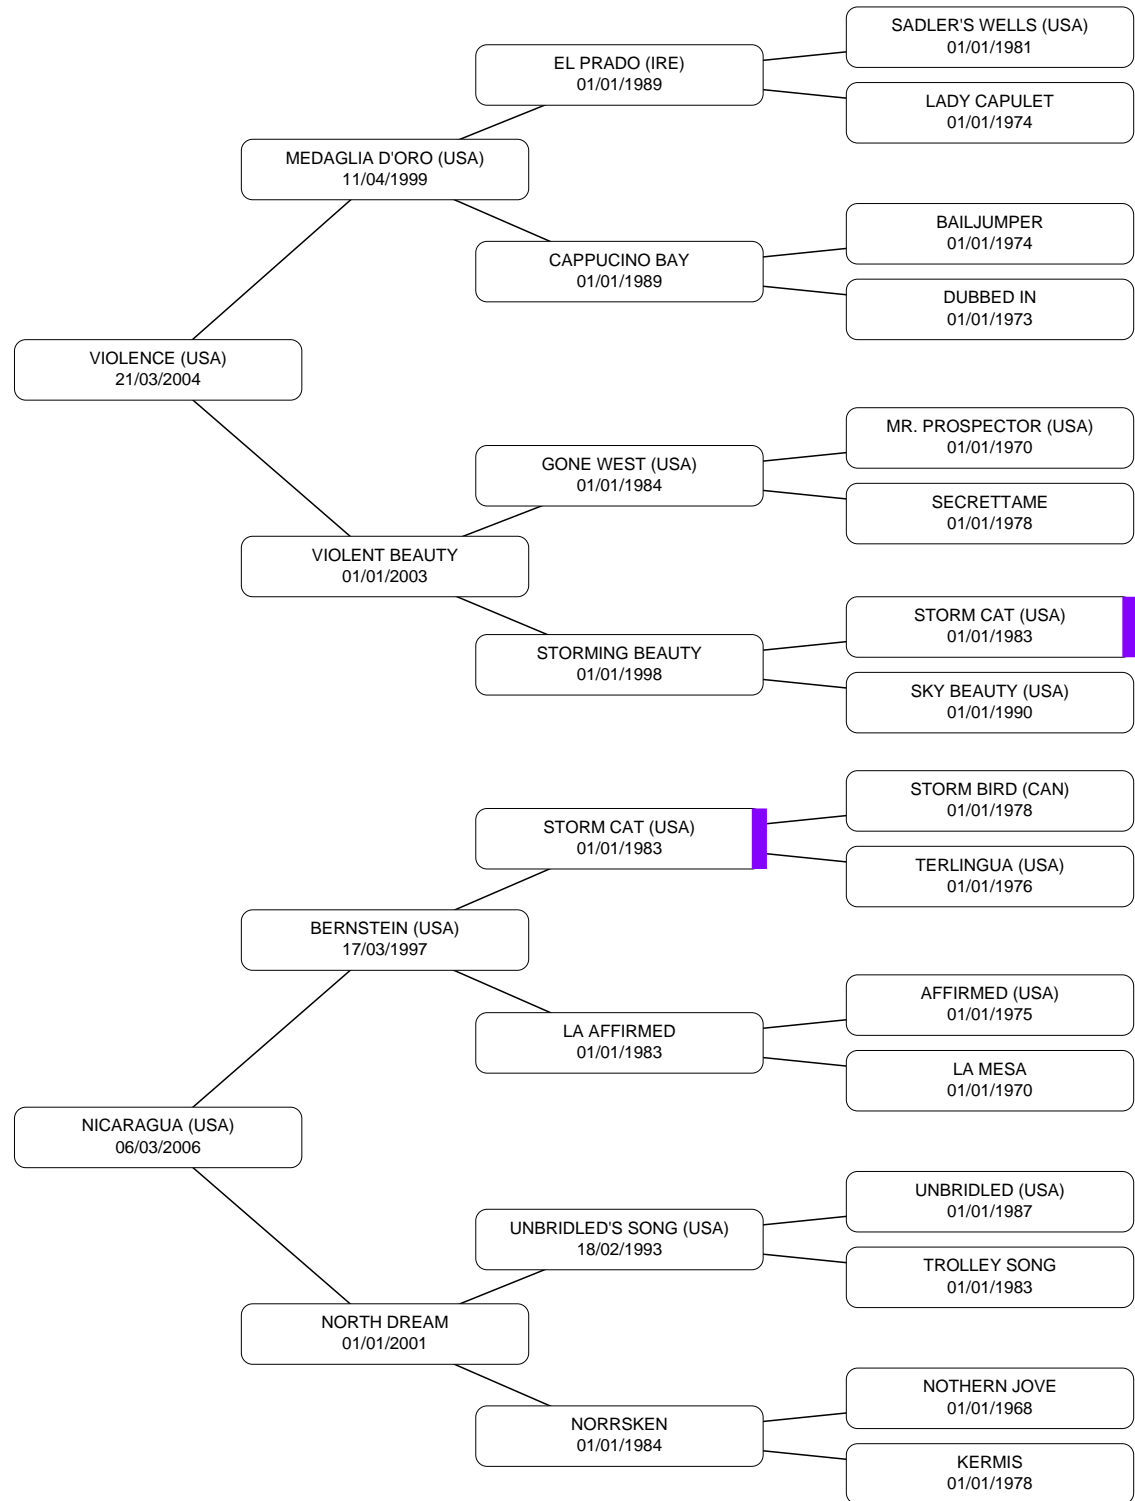 SADLER'S WELLS (USA)
01/01/1981
EL PRADO (IRE)
01/01/1989
LADY CAPULET
01/01/1974
MEDAGLIA D'ORO (USA)
11/04/1999
BAILJUMPER
01/01/1974
CAPPUCINO BAY
01/01/1989
DUBBED IN
01/01/1973
VIOLENCE (USA)
21/03/2004
MR. PROSPECTOR (USA)
01/01/1970
GONE WEST (USA)
01/01/1984
SECRETTAME
01/01/1978
VIOLENT BEAUTY
01/01/2003
STORM CAT (USA)
01/01/1983
STORMING BEAUTY
01/01/1998
SKY BEAUTY (USA)
01/01/1990
STORM BIRD (CAN)
01/01/1978
STORM CAT (USA)
01/01/1983
TERLINGUA (USA)
01/01/1976
BERNSTEIN (USA)
17/03/1997
AFFIRMED (USA)
01/01/1975
LA AFFIRMED
01/01/1983
LA MESA
01/01/1970
NICARAGUA (USA)
06/03/2006
UNBRIDLED (USA)
01/01/1987
UNBRIDLED'S SONG (USA)
18/02/1993
TROLLEY SONG
01/01/1983
NORTH DREAM
01/01/2001
NOTHERN JOVE
01/01/1968
NORRSKEN
01/01/1984
KERMIS
01/01/1978